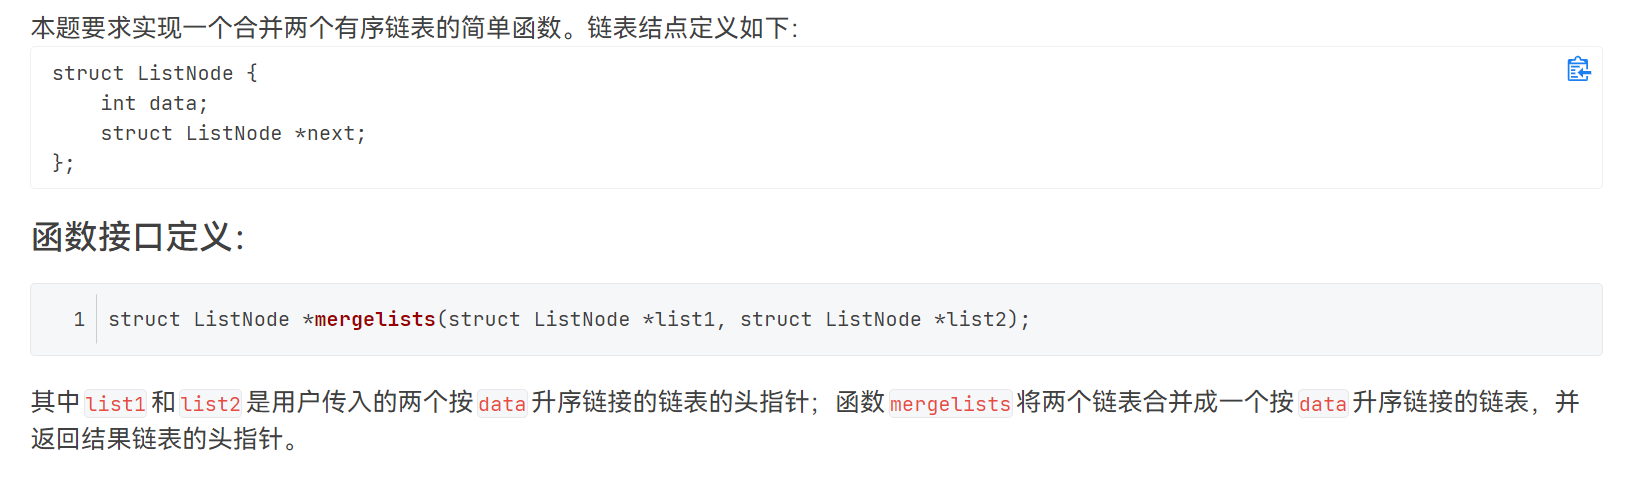 本题要求实现一个合并两个有序链表的简单函数。链表结点定义如下：
struct ListNode {
    int data;
    struct ListNode *next;
};
函数接口定义：
1 struct ListNode *mergelists(struct ListNode *list1, struct ListNode *list2);
其中list1和list2是用户传入的两个按data升序链接的链表的头指针；函数mergelists将两个链表合并成一个按data升序链接的链表，并
返回结果链表的头指针。